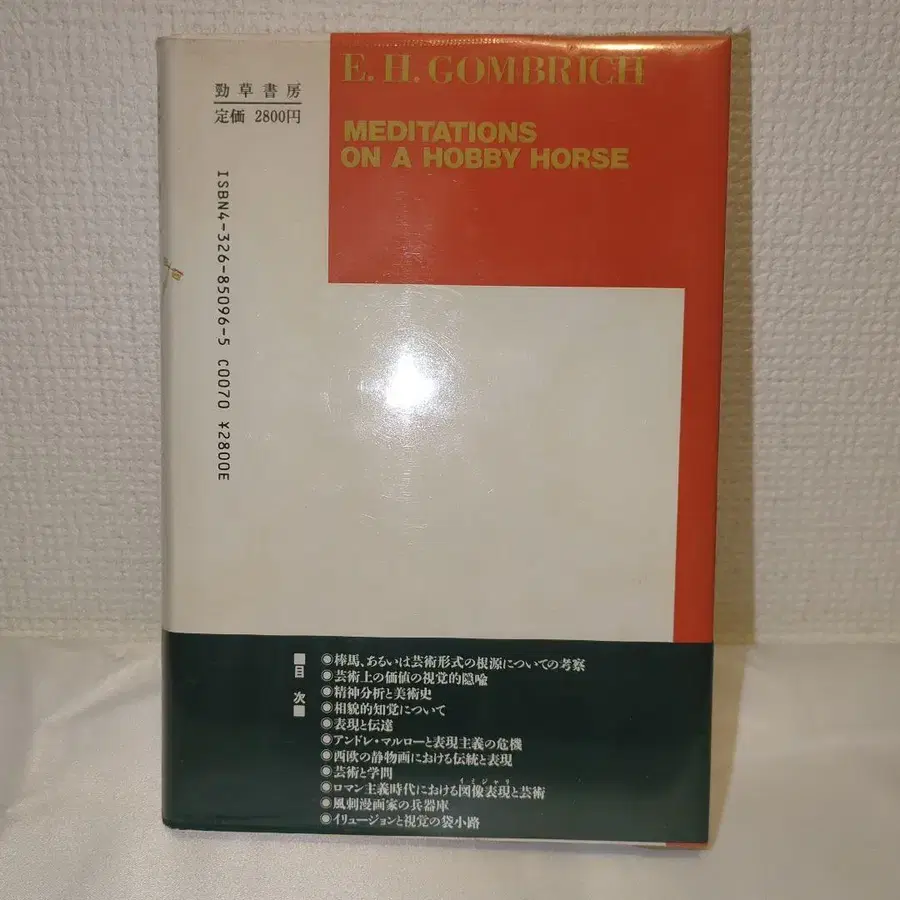 勁草書房
定価 2800円
E. H. GOMBRICH
MEDITATIONS
ON A HOBBY HORSE
ISBN4-326-85096-5 C0070 ¥2800E
■目次■
◉棒馬、あるいは芸術形式の根源についての考察
◉芸術上の価値の視覚的隠喩
◉精神分析と美術史
◉相貌的知覚について
◉表現と伝達
◉アンドレ・マルローと表現主義の危機
◉西欧の静物画における伝統と表現
◉芸術と学問
イミジャリ
◉ロマン主義時代における図像表現と芸術
◉風刺漫画家の兵器庫
◉イリュージョンと視覚の袋小路